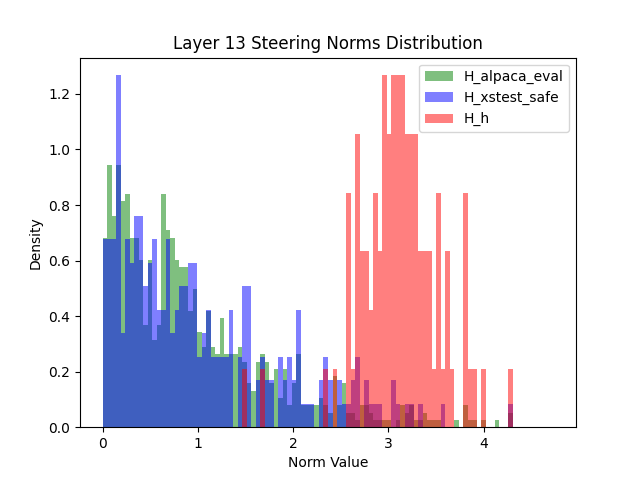 Layer 13 Steering Norms Distribution
H_alpaca_eval
H_xstest_safe
H_h
1.2
1.0
0.8
0.6
0.4
0.2
0.0
Density
0 1 2 3 4
Norm Value